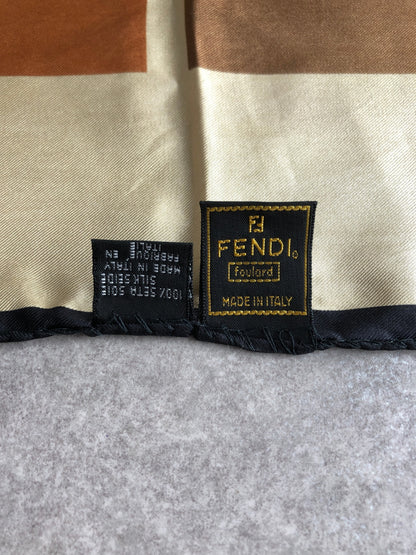 100% SETA SOIE
SILK SEIDE
MADE IN ITALY
FABRIQUE' EN
ITALIE
FENDI
foulard
MADE IN ITALY